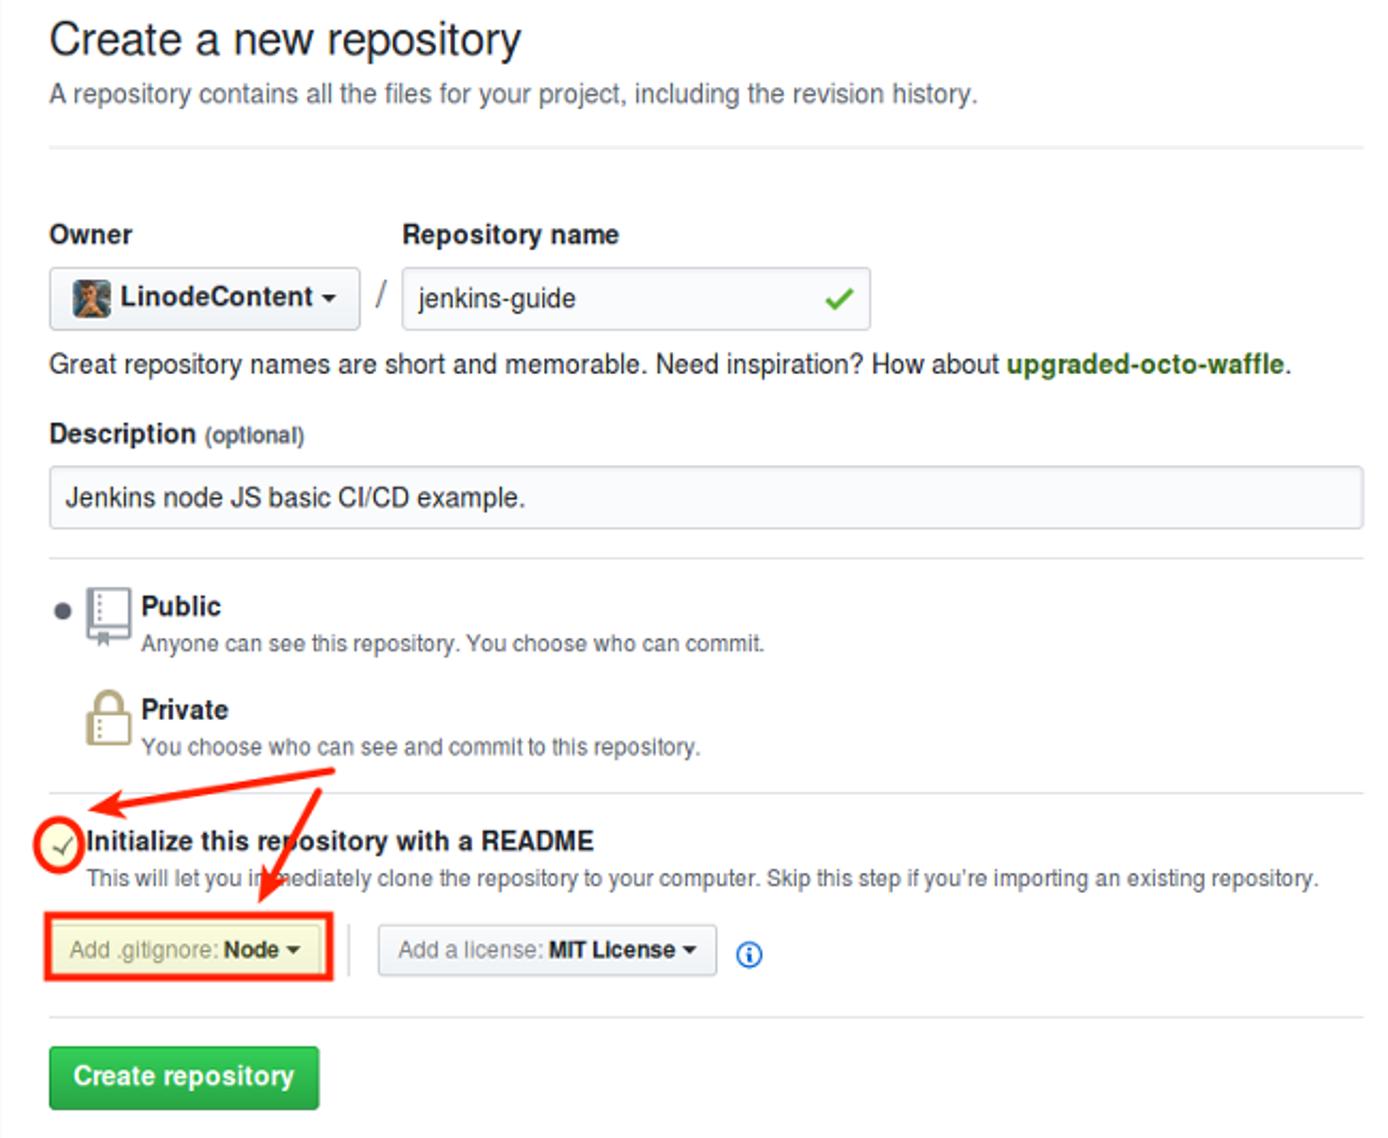 Create a new repository
A repository contains all the files for your project, including the revision history.
Owner Repository name
LinodeContent / jenkins-guide
Great repository names are short and memorable. Need inspiration? How about upgraded-octo-waffle.
Description (optional)
Jenkins node JS basic CI/CD example.
Public
Anyone can see this repository. You choose who can commit.
Private
You choose who can see and commit to this repository.
Initialize this repository with a README
This will let you immediately clone the repository to your computer. Skip this step if you're importing an existing repository.
Add .gitignore: Node Add a license: MIT License
Create repository